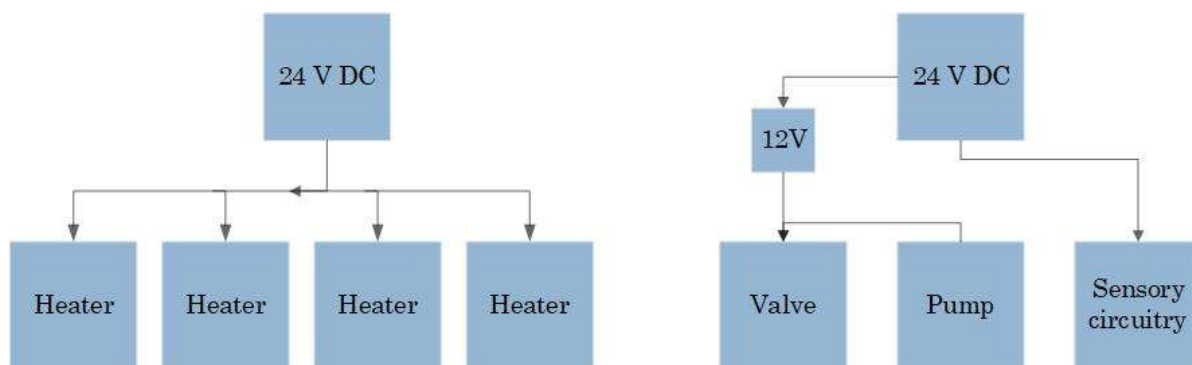 24 V DC
24 V DC
12V
Heater
Heater
Heater
Heater
Valve
Pump
Sensory
circuitry